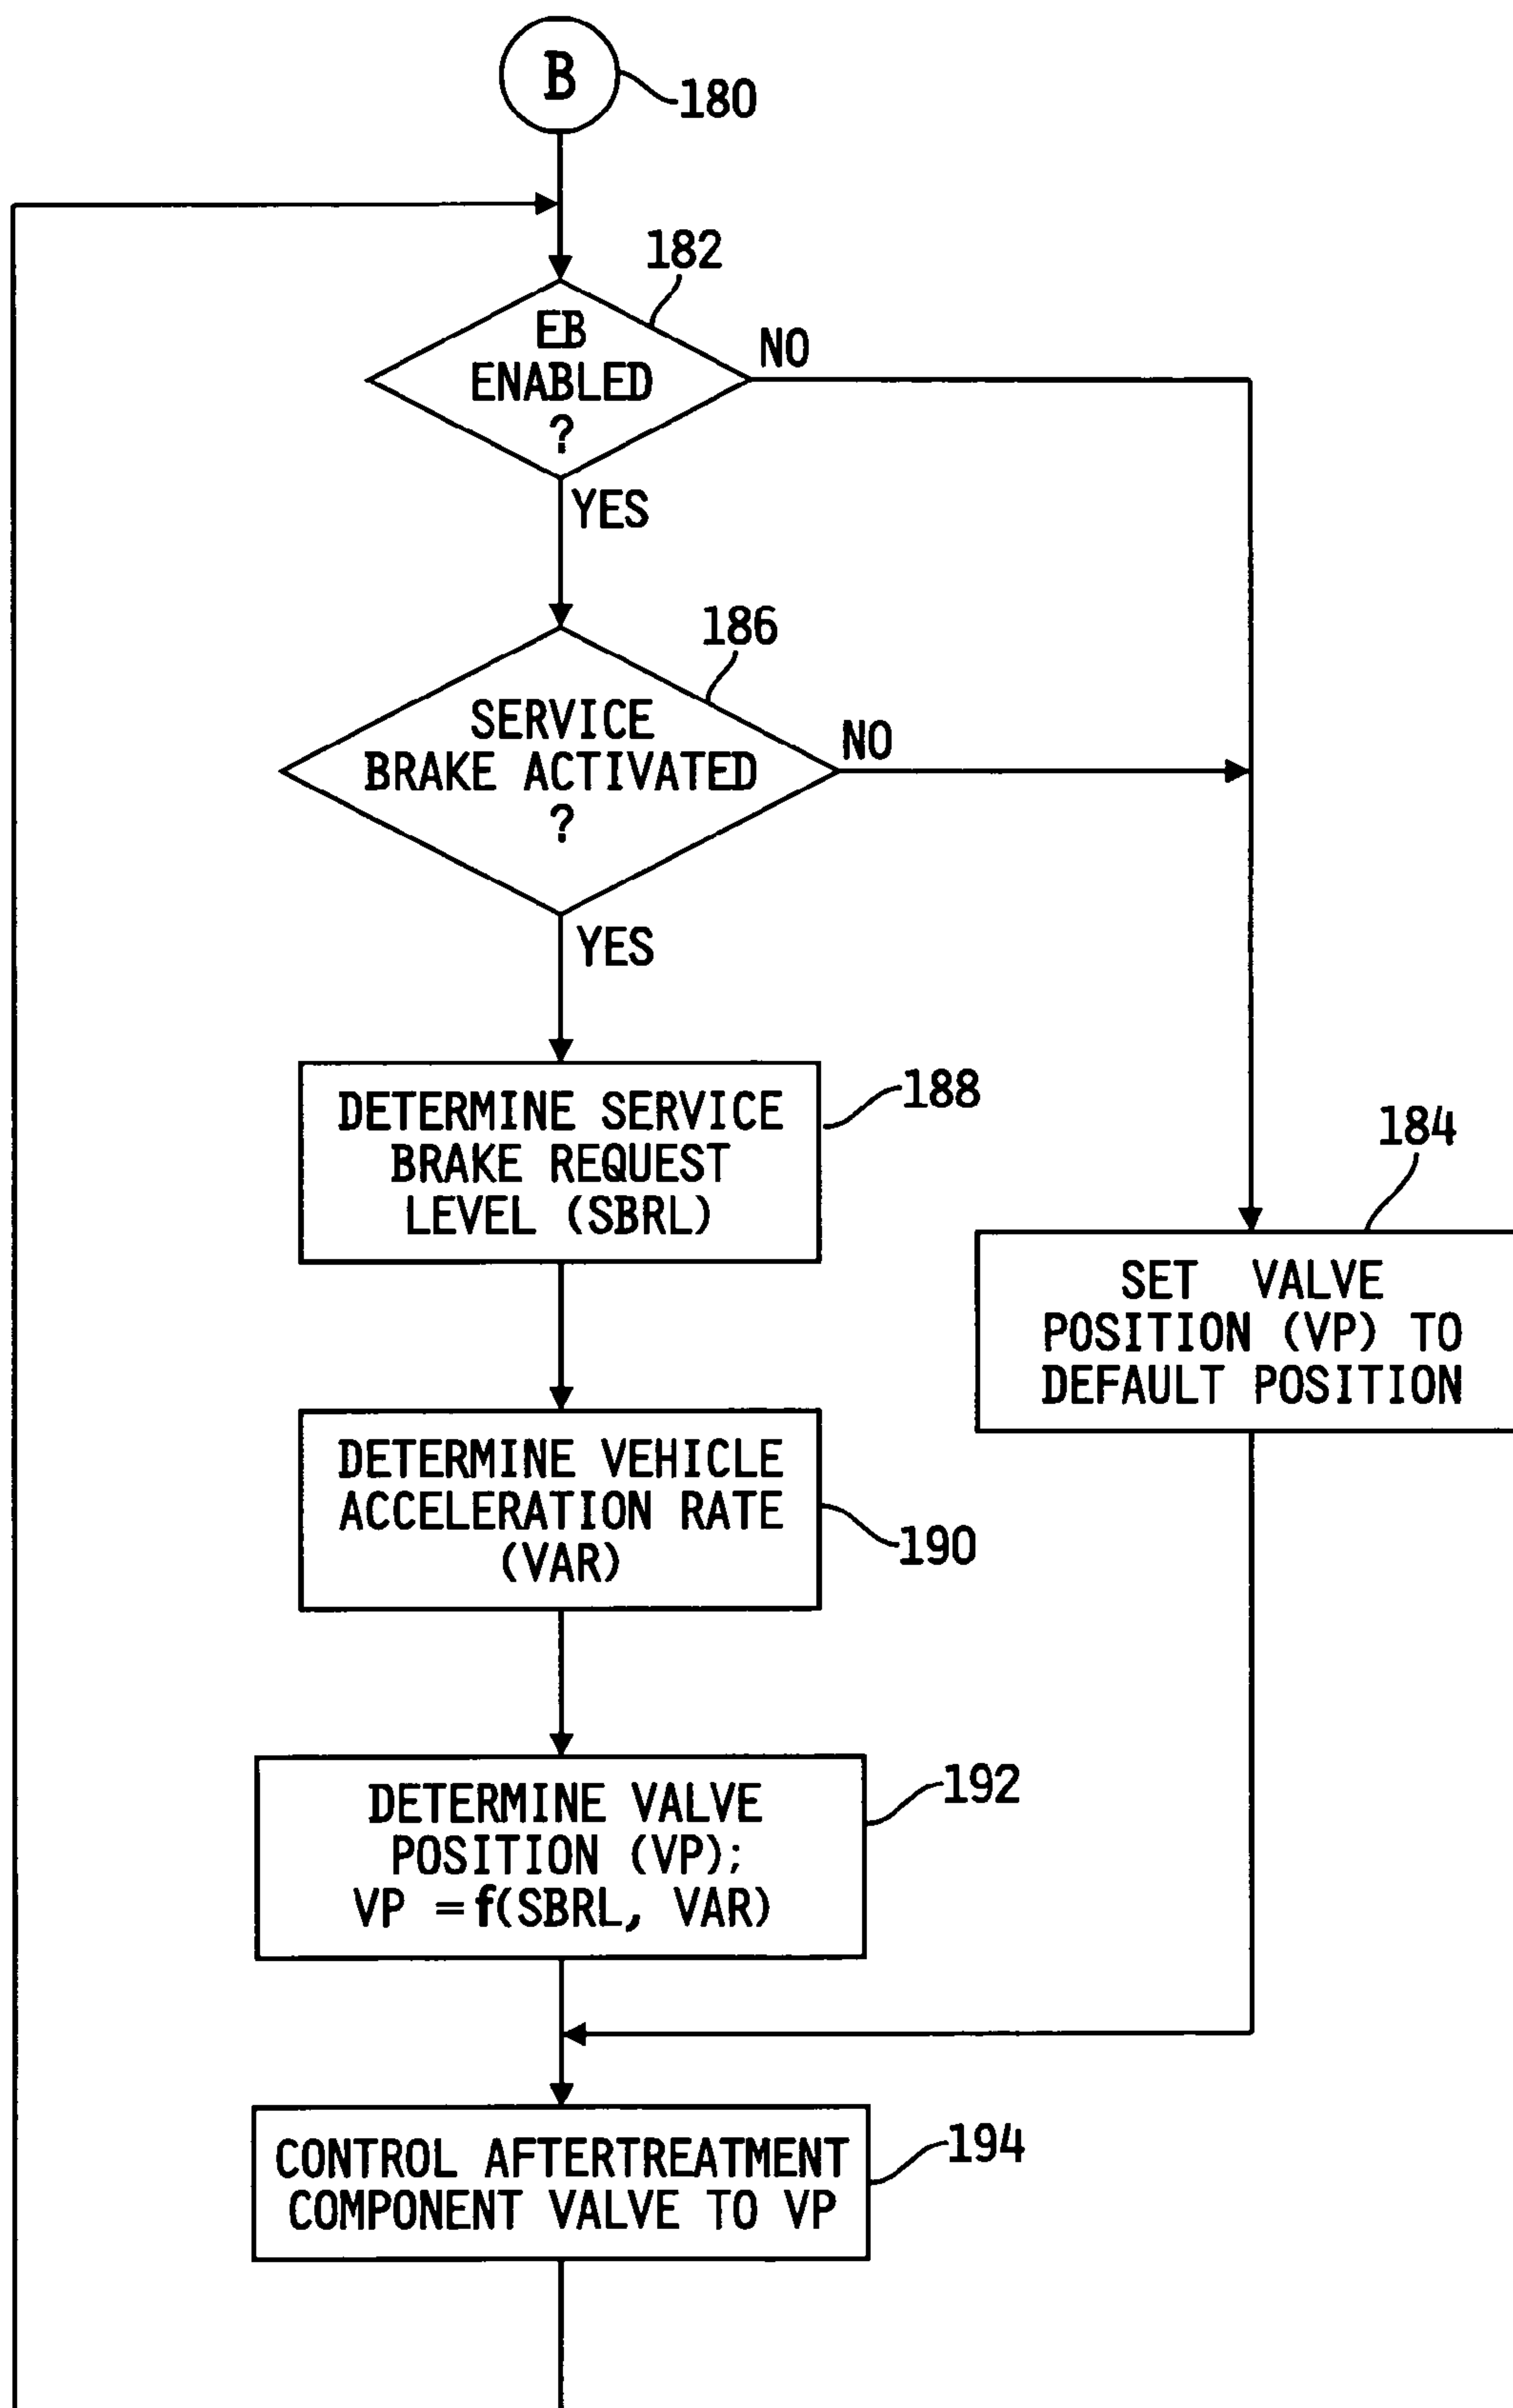 B
180
182
EB
ENABLED
?
NO
YES
186
SERVICE
BRAKE ACTIVATED
?
NO
YES
188
DETERMINE SERVICE
BRAKE REQUEST
LEVEL (SBRL)
184
SET VALVE
POSITION (VP) TO
DEFAULT POSITION
DETERMINE VEHICLE
ACCELERATION RATE
(VAR)
190
192
DETERMINE VALVE
POSITION (VP);
VP = f(SBRL, VAR)
194
CONTROL AFTERTREATMENT
COMPONENT VALVE TO VP